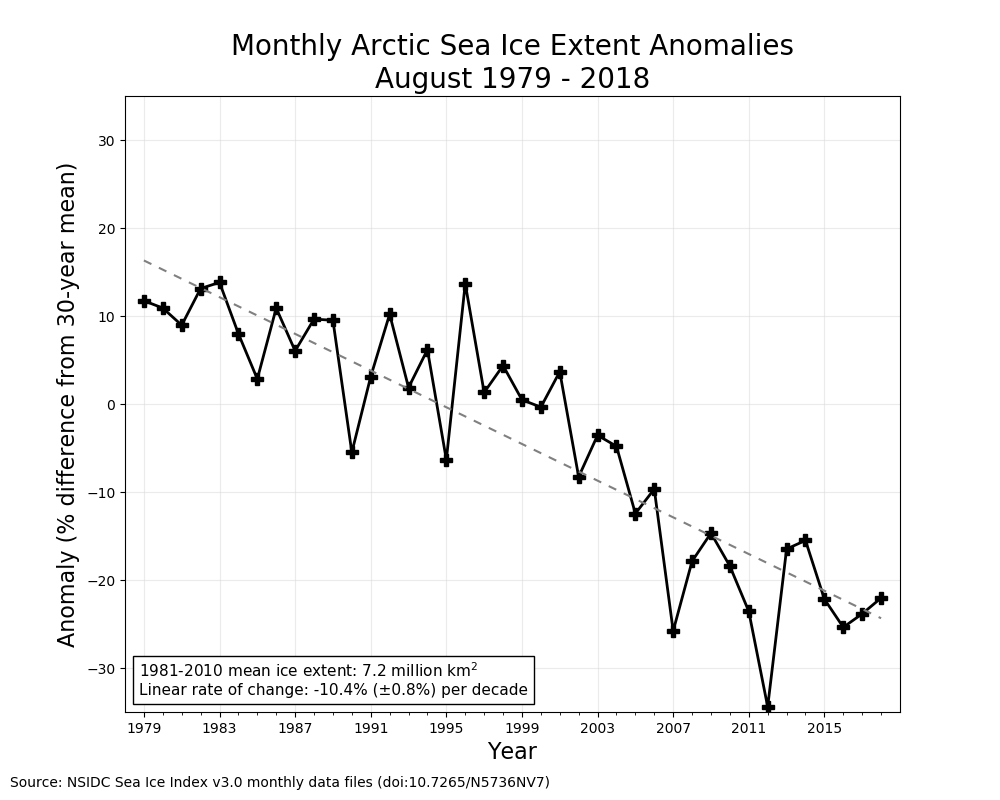 Monthly Arctic Sea Ice Extent Anomalies
August 1979 - 2018
Anomaly (% difference from 30-year mean)
30
20
10
0
−10
−20
−30
1981-2010 mean ice extent: 7.2 million km²
Linear rate of change: -10.4% (±0.8%) per decade
1979 1983 1987 1991 1995 1999 2003 2007 2011 2015
Year
Source: NSIDC Sea Ice Index v3.0 monthly data files (doi:10.7265/N5736NV7)